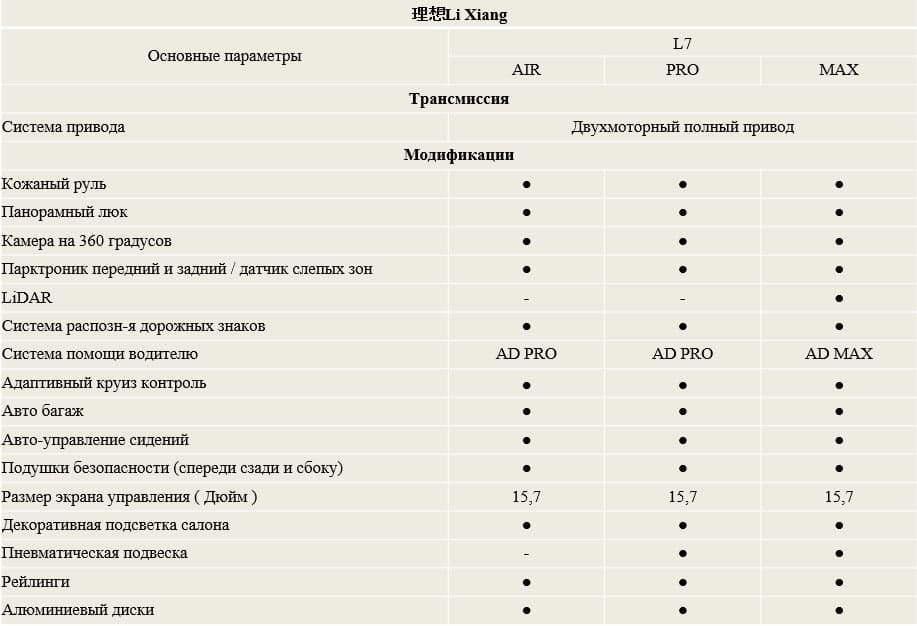 理想Li Xiang
Основные параметры
L7
AIR PRO MAX
Трансмиссия
Система привода Двухмоторный полный привод
Модификации
Кожаный руль ● ● ●
Панорамный люк ● ● ●
Камера на 360 градусов ● ● ●
Парктроник передний и задний / датчик слепых зон ● ● ●
LiDAR - - ●
Система распозн-я дорожных знаков ● ● ●
Система помощи водителю AD PRO AD PRO AD MAX
Адаптивный круиз контроль ● ● ●
Авто багаж ● ● ●
Авто-управление сидений ● ● ●
Подушки безопасности (спереди сзади и сбоку) ● ● ●
Размер экрана управления ( Дюйм ) 15,7 15,7 15,7
Декоративная подсветка салона ● ● ●
Пневматическая подвеска - ● ●
Рейлинги ● ● ●
Алюминиевый диски ● ● ●